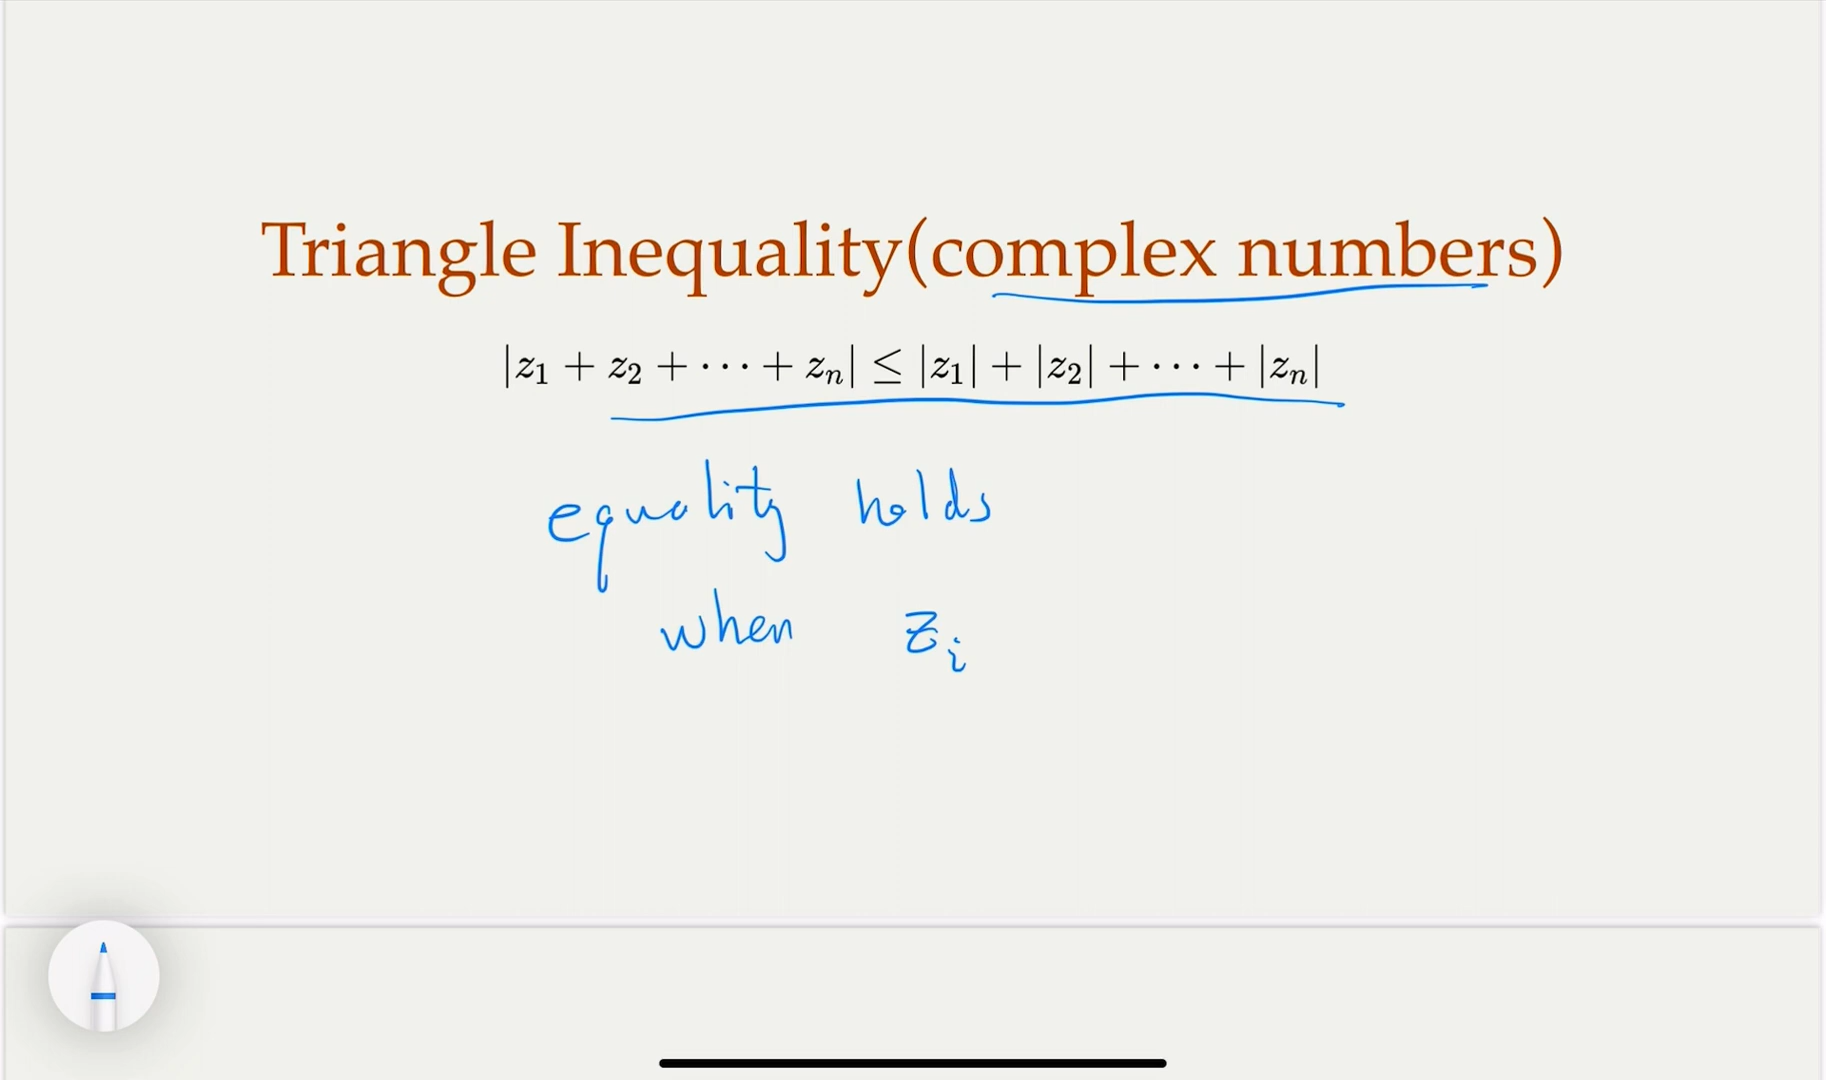 Triangle Inequality(complex numbers)
|z₁ + z₂ + ⋯ + zₙ| ≤ |z₁| + |z₂| + ⋯ + |zₙ|
equality holds
when zᵢ